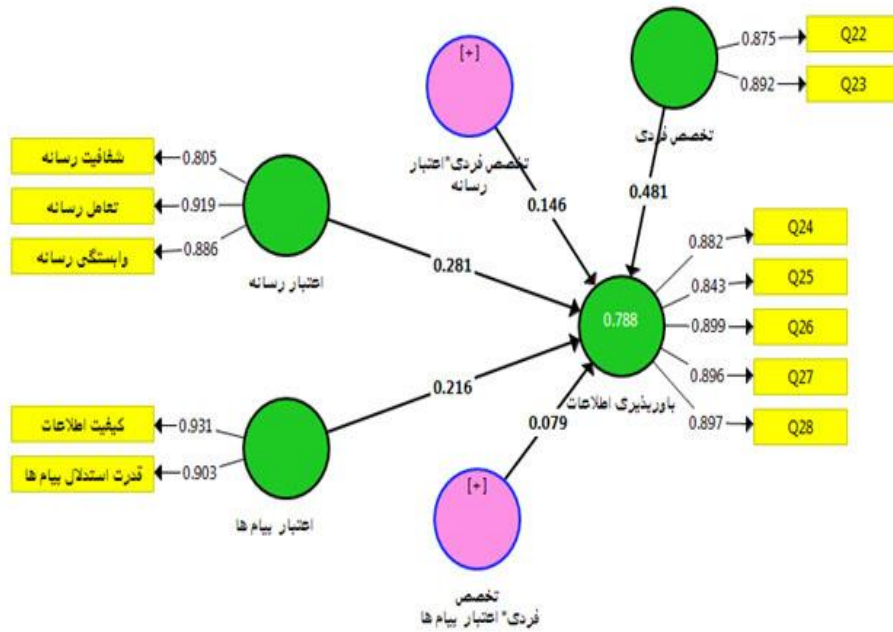 [+]
0.875
Q22
0.892
Q23
تخصص فردی
تخصص فردی*اعتبار
رسانه
شفافیت رسانه
0.805
تعامل رسانه
0.919
وابستگی رسانه
0.886
اعتبار رسانه
0.146
0.481
0.281
0.882
Q24
0.843
Q25
0.788
0.899
Q26
0.896
Q27
0.897
Q28
باورپذیری اطلاعات
0.216
0.079
کیفیت اطلاعات
0.931
قدرت استدلال پیام ها
0.903
اعتبار پیام ها
[+]
تخصص
فردی* اعتبار پیام ها